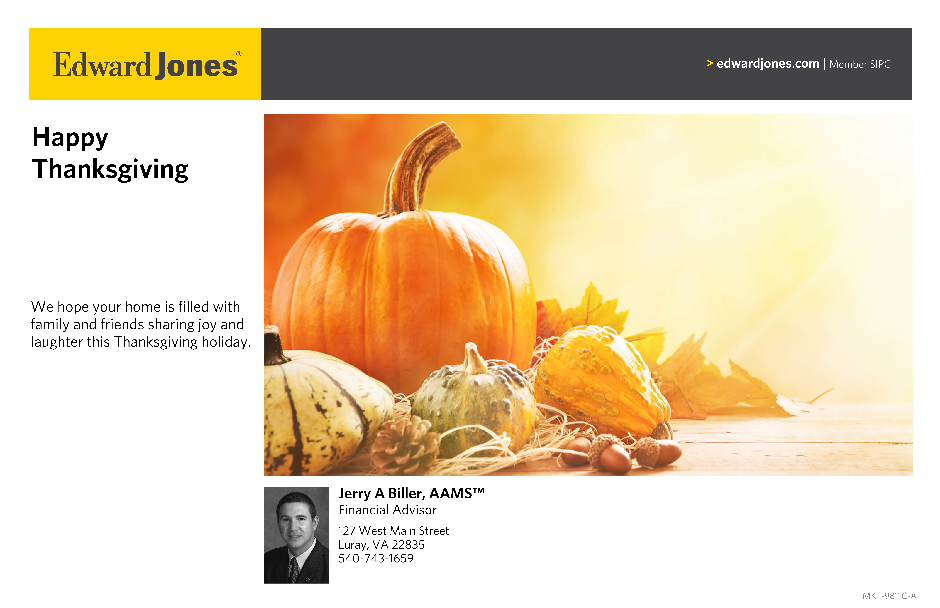 Edward Jones®
> edwardjones.com | Member SIPC
Happy
Thanksgiving
We hope your home is filled with
family and friends sharing joy and
laughter this Thanksgiving holiday.
Jerry A Biller, AAMS™
Financial Advisor
127 West Main Street
Luray, VA 22835
540-743-1659